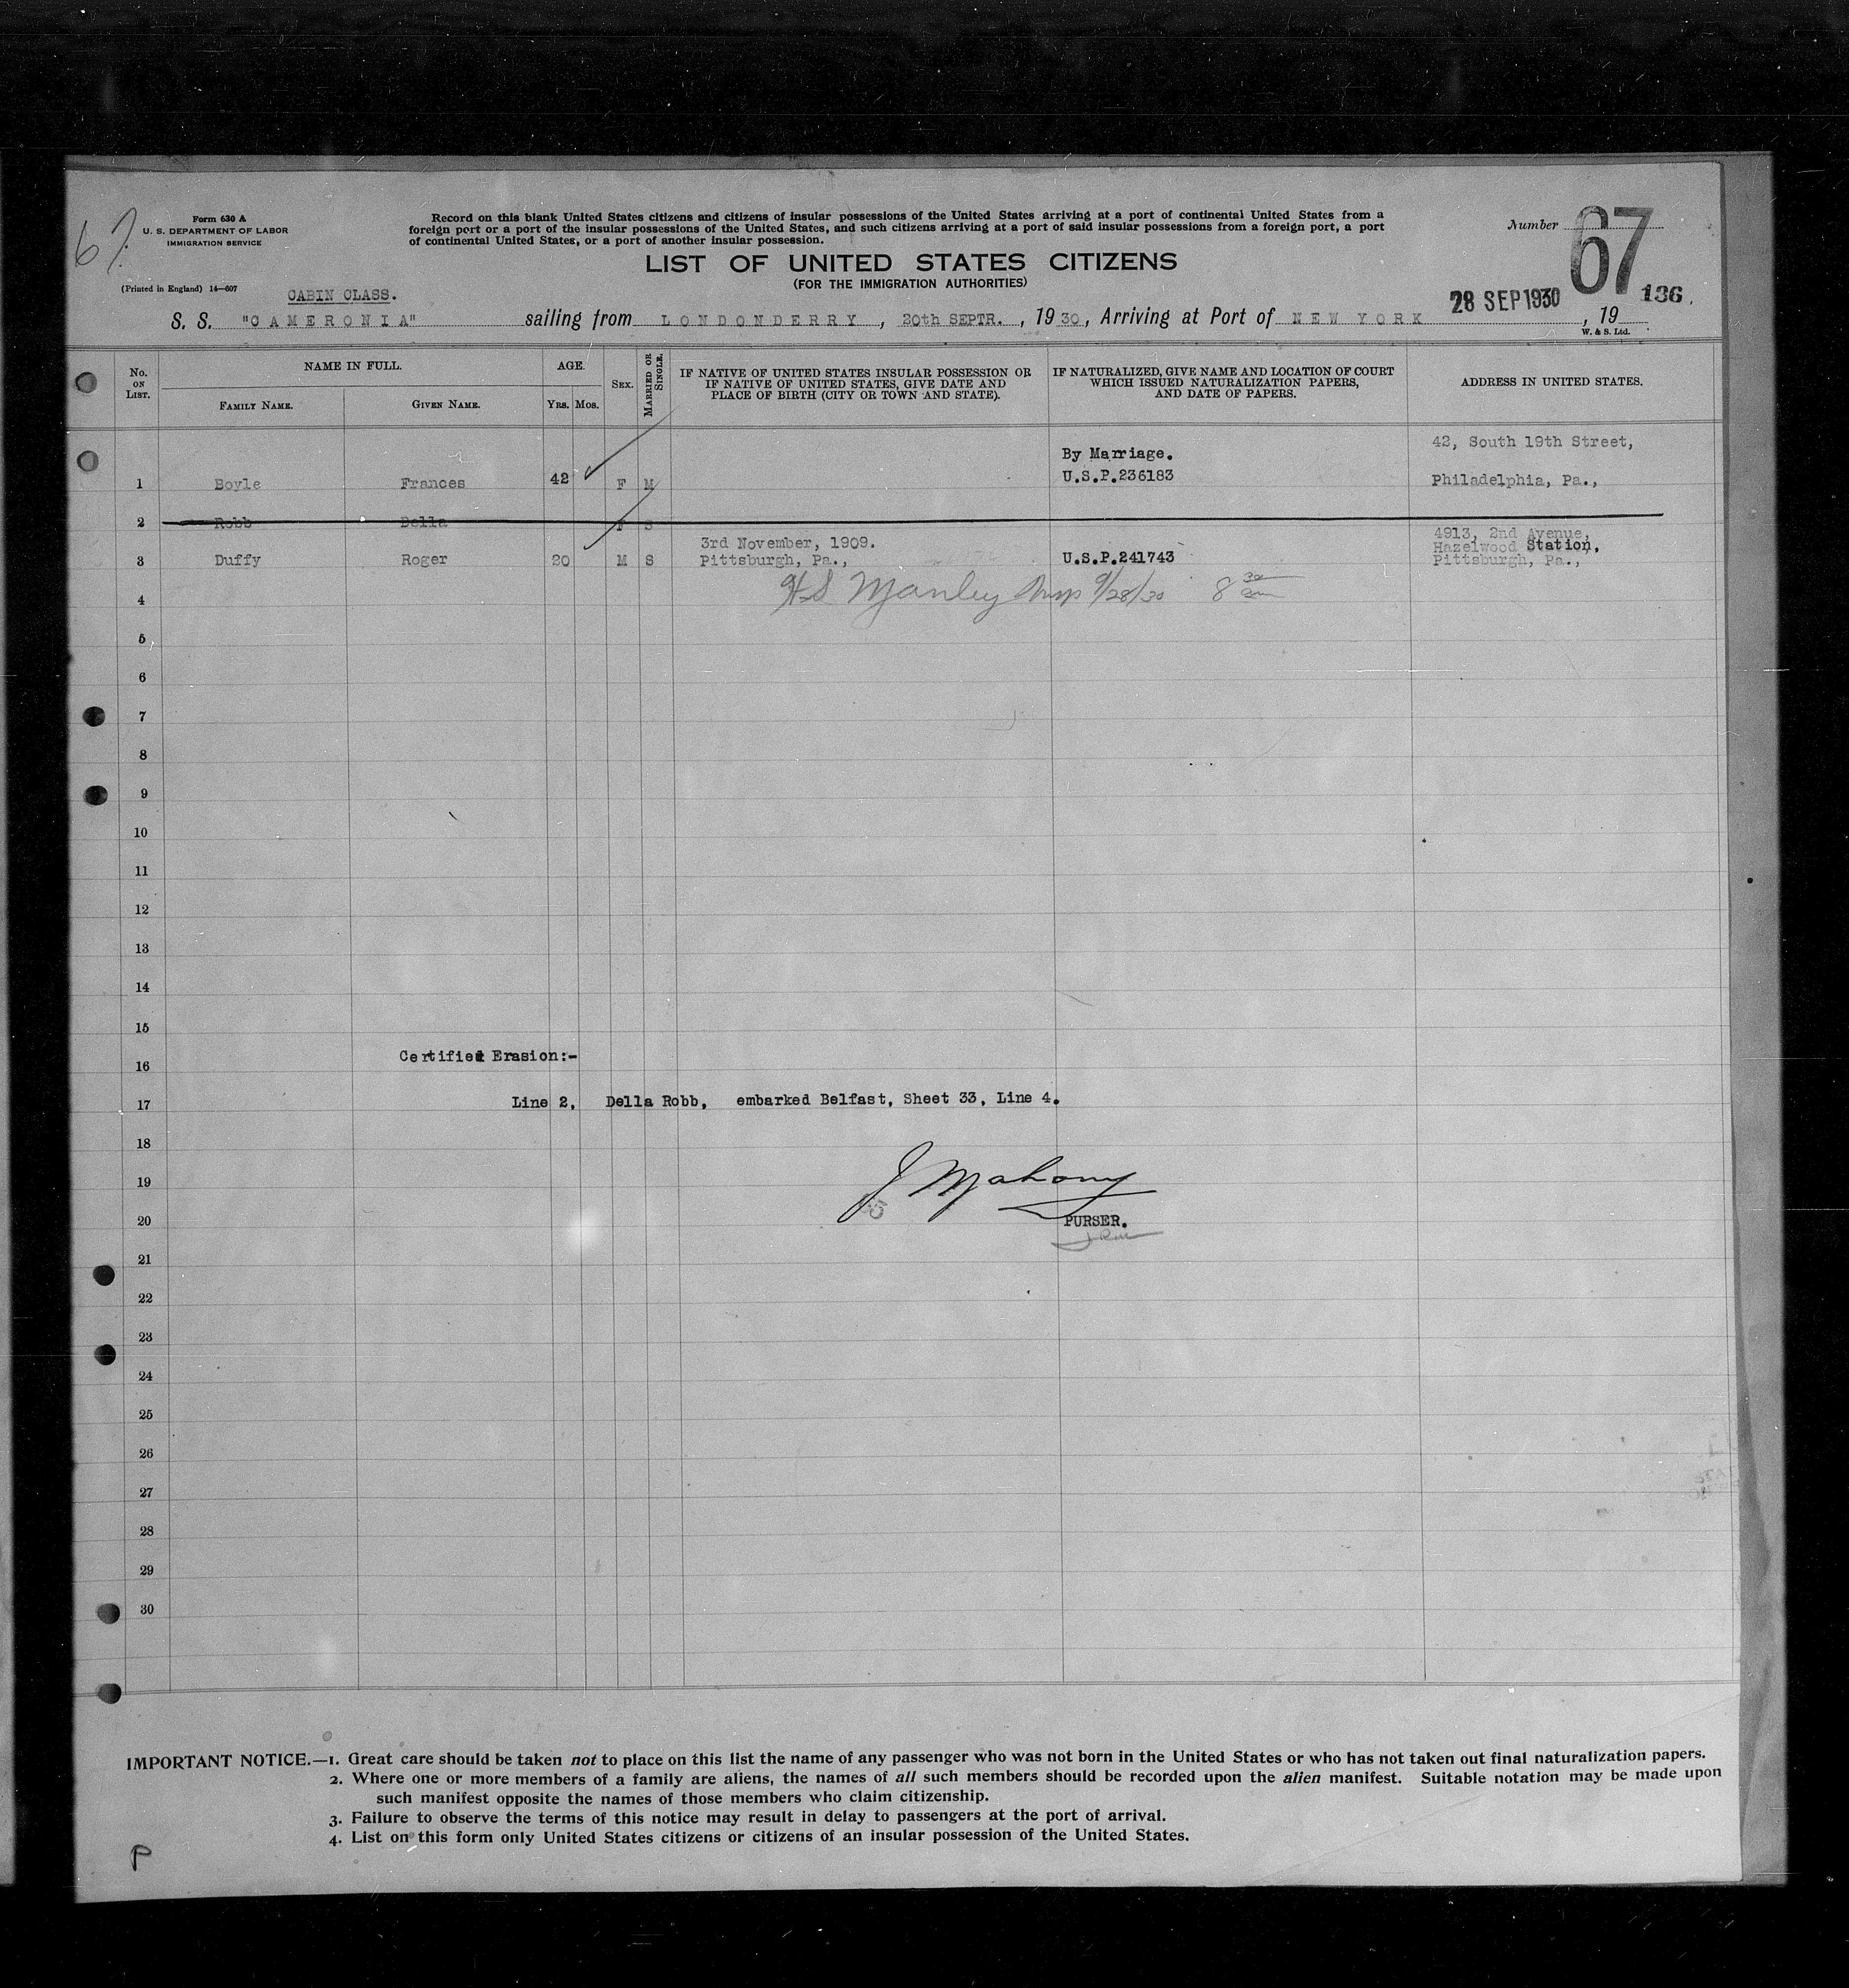 67.
Form 630 A
U. S. DEPARTMENT OF LABOR
IMMIGRATION SERVICE
(Printed in England) 14—607
Record on this blank United States citizens and citizens of insular possessions of the United States arriving at a port of continental United States from a
foreign port or a port of the insular possessions of the United States, and such citizens arriving at a port of said insular possessions from a foreign port, a port
of continental United States, or a port of another insular possession.
Number 67
LIST OF UNITED STATES CITIZENS
(FOR THE IMMIGRATION AUTHORITIES)
CABIN CLASS.
28 SEP 1930
136.
S. S. "CAMERONIA" sailing from LONDONDERRY, 20th SEPTR., 1930, Arriving at Port of NEW YORK, 19
W. & S. Ltd.
No. ON LIST.
NAME IN FULL.
FAMILY NAME.
GIVEN NAME.
AGE.
YRS. MOS.
SEX.
MARRIED OR SINGLE.
IF NATIVE OF UNITED STATES INSULAR POSSESSION OR
IF NATIVE OF UNITED STATES, GIVE DATE AND
PLACE OF BIRTH (CITY OR TOWN AND STATE).
IF NATURALIZED, GIVE NAME AND LOCATION OF COURT
WHICH ISSUED NATURALIZATION PAPERS,
AND DATE OF PAPERS.
ADDRESS IN UNITED STATES.
42, South 19th Street,
By Marriage.
1 Boyle Frances 42 F M U.S.P.236183 Philadelphia, Pa.,
2 Robb Della F S
4913, 2nd Avenue,
3rd November, 1909. Hazelwood Station,
3 Duffy Roger 20 M S Pittsburgh, Pa., U.S.P.241743 Pittsburgh, Pa.,
4 H S Manley Insp 9/28/30 8 30 am
5
6
7
8
9
10
11
12
13
14
15
16 Certified Erasion:-
17 Line 2, Della Robb, embarked Belfast, Sheet 33, Line 4.
18
19 J Mahony
20 PURSER.
21
22
23
24
25
26
27
28
29
30
IMPORTANT NOTICE.—1. Great care should be taken not to place on this list the name of any passenger who was not born in the United States or who has not taken out final naturalization papers.
2. Where one or more members of a family are aliens, the names of all such members should be recorded upon the alien manifest. Suitable notation may be made upon
such manifest opposite the names of those members who claim citizenship.
3. Failure to observe the terms of this notice may result in delay to passengers at the port of arrival.
4. List on this form only United States citizens or citizens of an insular possession of the United States.
P